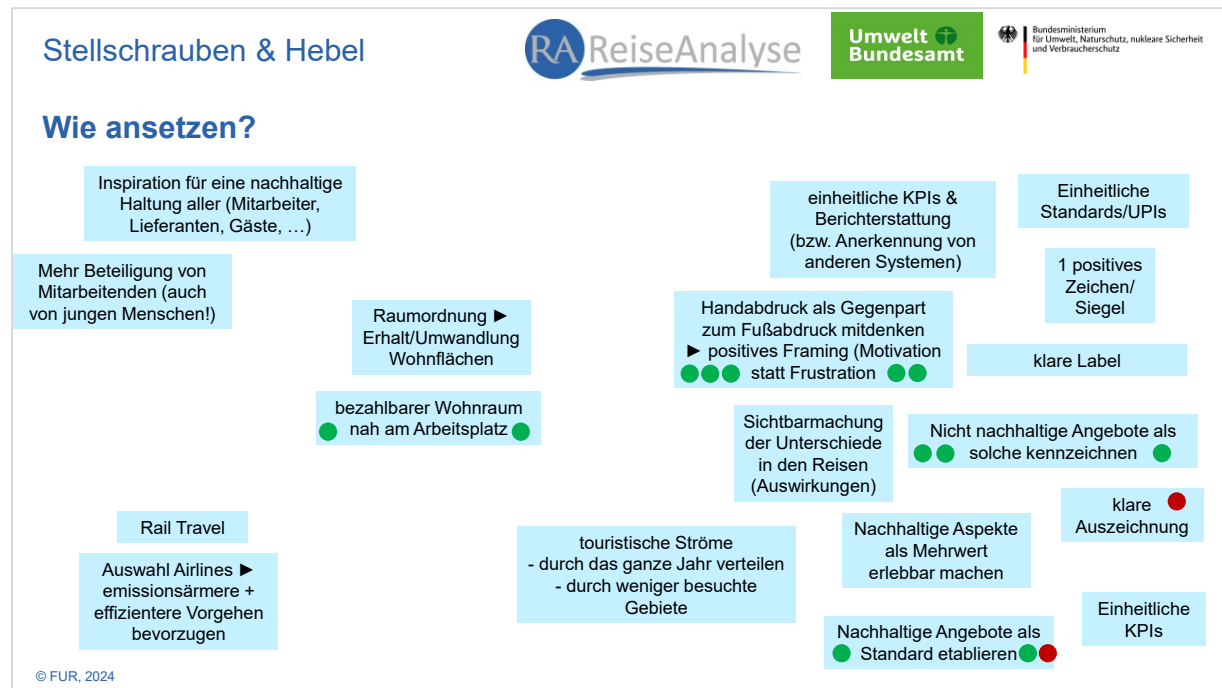 Stellschrauben & Hebel
RA ReiseAnalyse
Umwelt
Bundesamt
Bundesministerium
für Umwelt, Naturschutz, nukleare Sicherheit
und Verbraucherschutz
Wie ansetzen?
Inspiration für eine nachhaltige
Haltung aller (Mitarbeiter,
Lieferanten, Gäste, …)
Mehr Beteiligung von
Mitarbeitenden (auch
von jungen Menschen!)
Raumordnung ►
Erhalt/Umwandlung
Wohnflächen
bezahlbarer Wohnraum
nah am Arbeitsplatz
Rail Travel
Auswahl Airlines ►
emissionsärmere +
effizientere Vorgehen
bevorzugen
einheitliche KPIs &
Berichterstattung
(bzw. Anerkennung von
anderen Systemen)
Einheitliche
Standards/UPIs
1 positives
Zeichen/
Siegel
Handabdruck als Gegenpart
zum Fußabdruck mitdenken
► positives Framing (Motivation
statt Frustration
klare Label
Sichtbarmachung
der Unterschiede
in den Reisen
(Auswirkungen)
Nicht nachhaltige Angebote als
solche kennzeichnen
klare
Auszeichnung
touristische Ströme
- durch das ganze Jahr verteilen
- durch weniger besuchte
Gebiete
Nachhaltige Aspekte
als Mehrwert
erlebbar machen
Einheitliche
KPIs
Nachhaltige Angebote als
Standard etablieren
© FUR, 2024